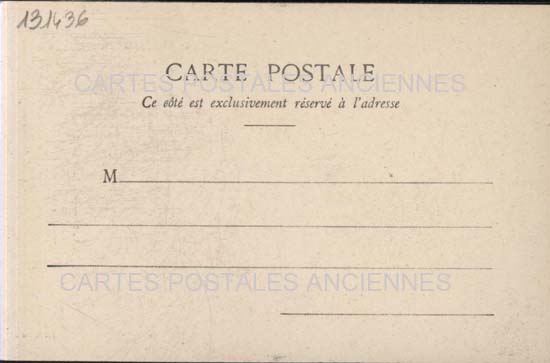 131436
CARTE POSTALE
CARTES POSTALES ANCIENNES
Ce côté est exclusivement réservé à l'adresse
M
CARTES POSTALES ANCIENNES